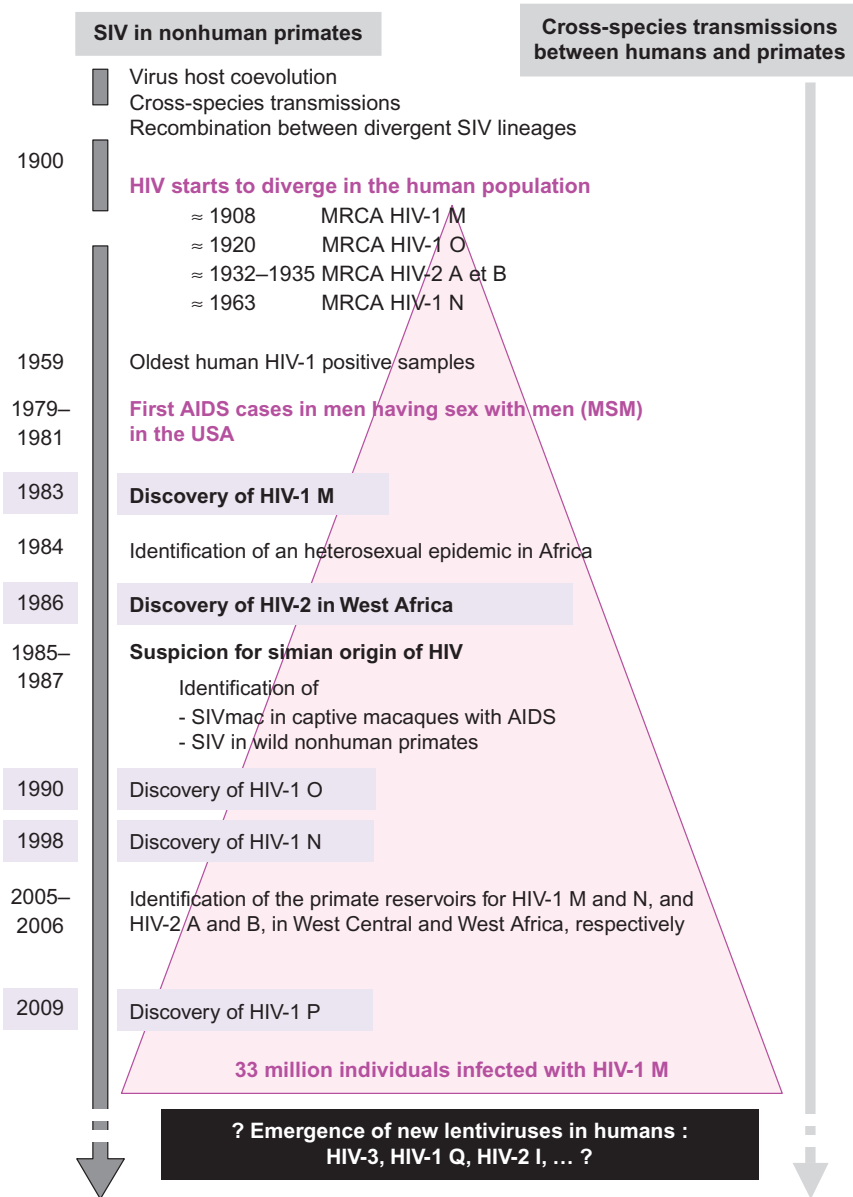 SIV in nonhuman primates
Cross-species transmissions
between humans and primates
Virus host coevolution
Cross-species transmissions
Recombination between divergent SIV lineages
1900
HIV starts to diverge in the human population
≈ 1908 MRCA HIV-1 M
≈ 1920 MRCA HIV-1 O
≈ 1932–1935 MRCA HIV-2 A et B
≈ 1963 MRCA HIV-1 N
1959 Oldest human HIV-1 positive samples
1979–
1981
First AIDS cases in men having sex with men (MSM)
in the USA
1983 Discovery of HIV-1 M
1984 Identification of an heterosexual epidemic in Africa
1986 Discovery of HIV-2 in West Africa
1985–
1987
Suspicion for simian origin of HIV
Identification of
- SIVmac in captive macaques with AIDS
- SIV in wild nonhuman primates
1990 Discovery of HIV-1 O
1998 Discovery of HIV-1 N
2005–
2006
Identification of the primate reservoirs for HIV-1 M and N, and
HIV-2 A and B, in West Central and West Africa, respectively
2009 Discovery of HIV-1 P
33 million individuals infected with HIV-1 M
? Emergence of new lentiviruses in humans :
HIV-3, HIV-1 Q, HIV-2 I, … ?